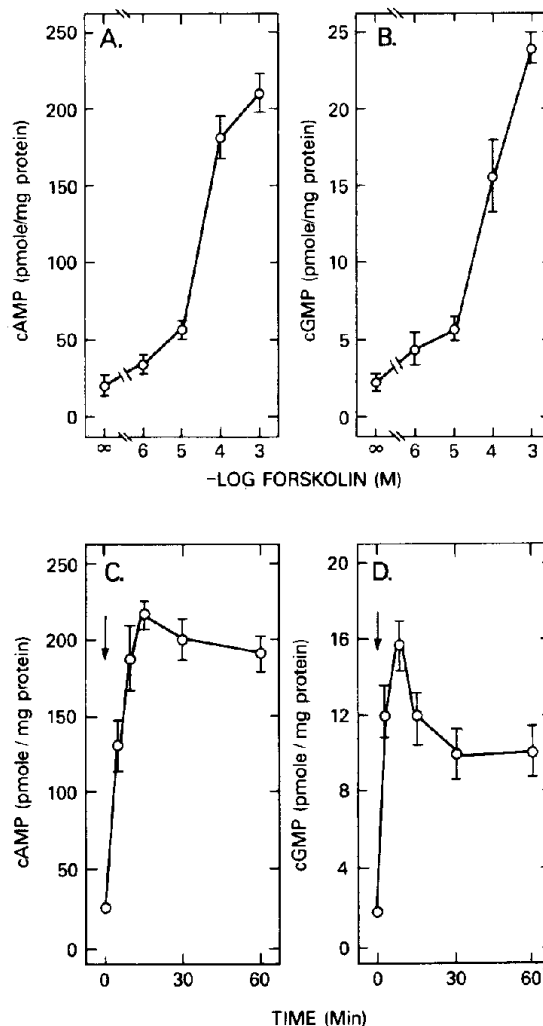 A.
250
200
150
100
50
0
cAMP (pmole/mg protein)
∞ 6 5 4 3
B.
25
20
15
10
5
0
cGMP (pmole/mg protein)
∞ 6 5 4 3
-LOG FORSKOLIN (M)
C.
250
200
150
100
50
0
cAMP (pmole / mg protein)
0 30 60
D.
20
16
12
8
4
2
0
cGMP (pmole / mg protein)
0 30 60
TIME (Min)